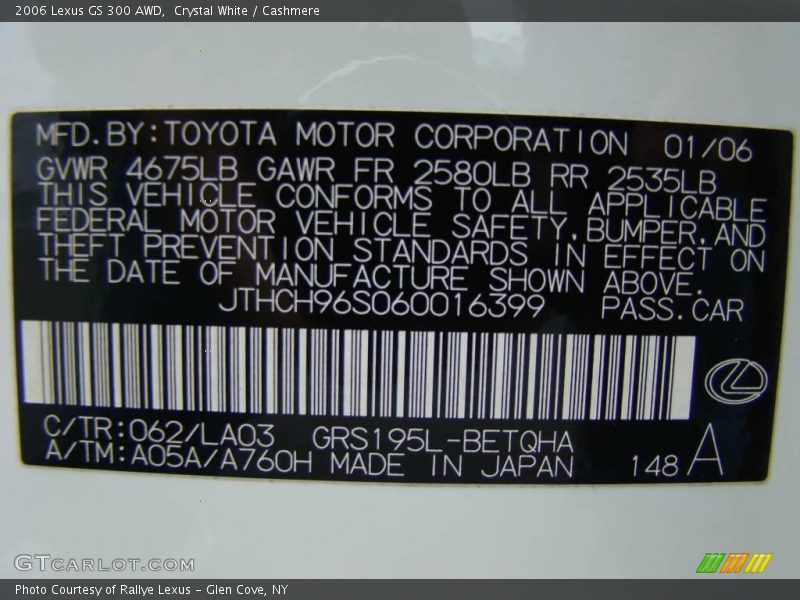 2006 Lexus GS 300 AWD,  Crystal White / Cashmere
MFD.BY:TOYOTA MOTOR CORPORATION 01/06
GVWR 4675LB GAWR FR 2580LB RR 2535LB
THIS VEHICLE CONFORMS TO ALL APPLICABLE
FEDERAL MOTOR VEHICLE SAFETY,BUMPER,AND
THEFT PREVENTION STANDARDS IN EFFECT ON
THE DATE OF MANUFACTURE SHOWN ABOVE.
JTHCH96S060016399 PASS.CAR
C/TR:062/LA03 GRS195L-BETQHA
A/TM:A05A/A760H MADE IN JAPAN 148 A
GTCARLOT.COM
Photo Courtesy of Rallye Lexus - Glen Cove, NY